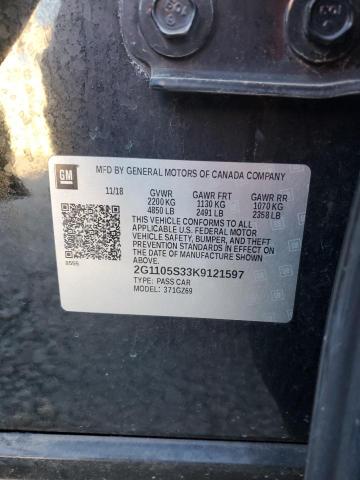 GM
MFD BY GENERAL MOTORS OF CANADA COMPANY
11/18 GVWR GAWR FRT GAWR RR
2200 KG 1130 KG 1070 KG
4850 LB 2491 LB 2358 LB
THIS VEHICLE CONFORMS TO ALL
APPLICABLE U.S. FEDERAL MOTOR
VEHICLE SAFETY, BUMPER, AND THEFT
PREVENTION STANDARDS IN EFFECT ON
THE DATE OF MANUFACTURE SHOWN ABOVE.
2G1105S33K9121597
TYPE: PASS CAR
MODEL: 371GZ69